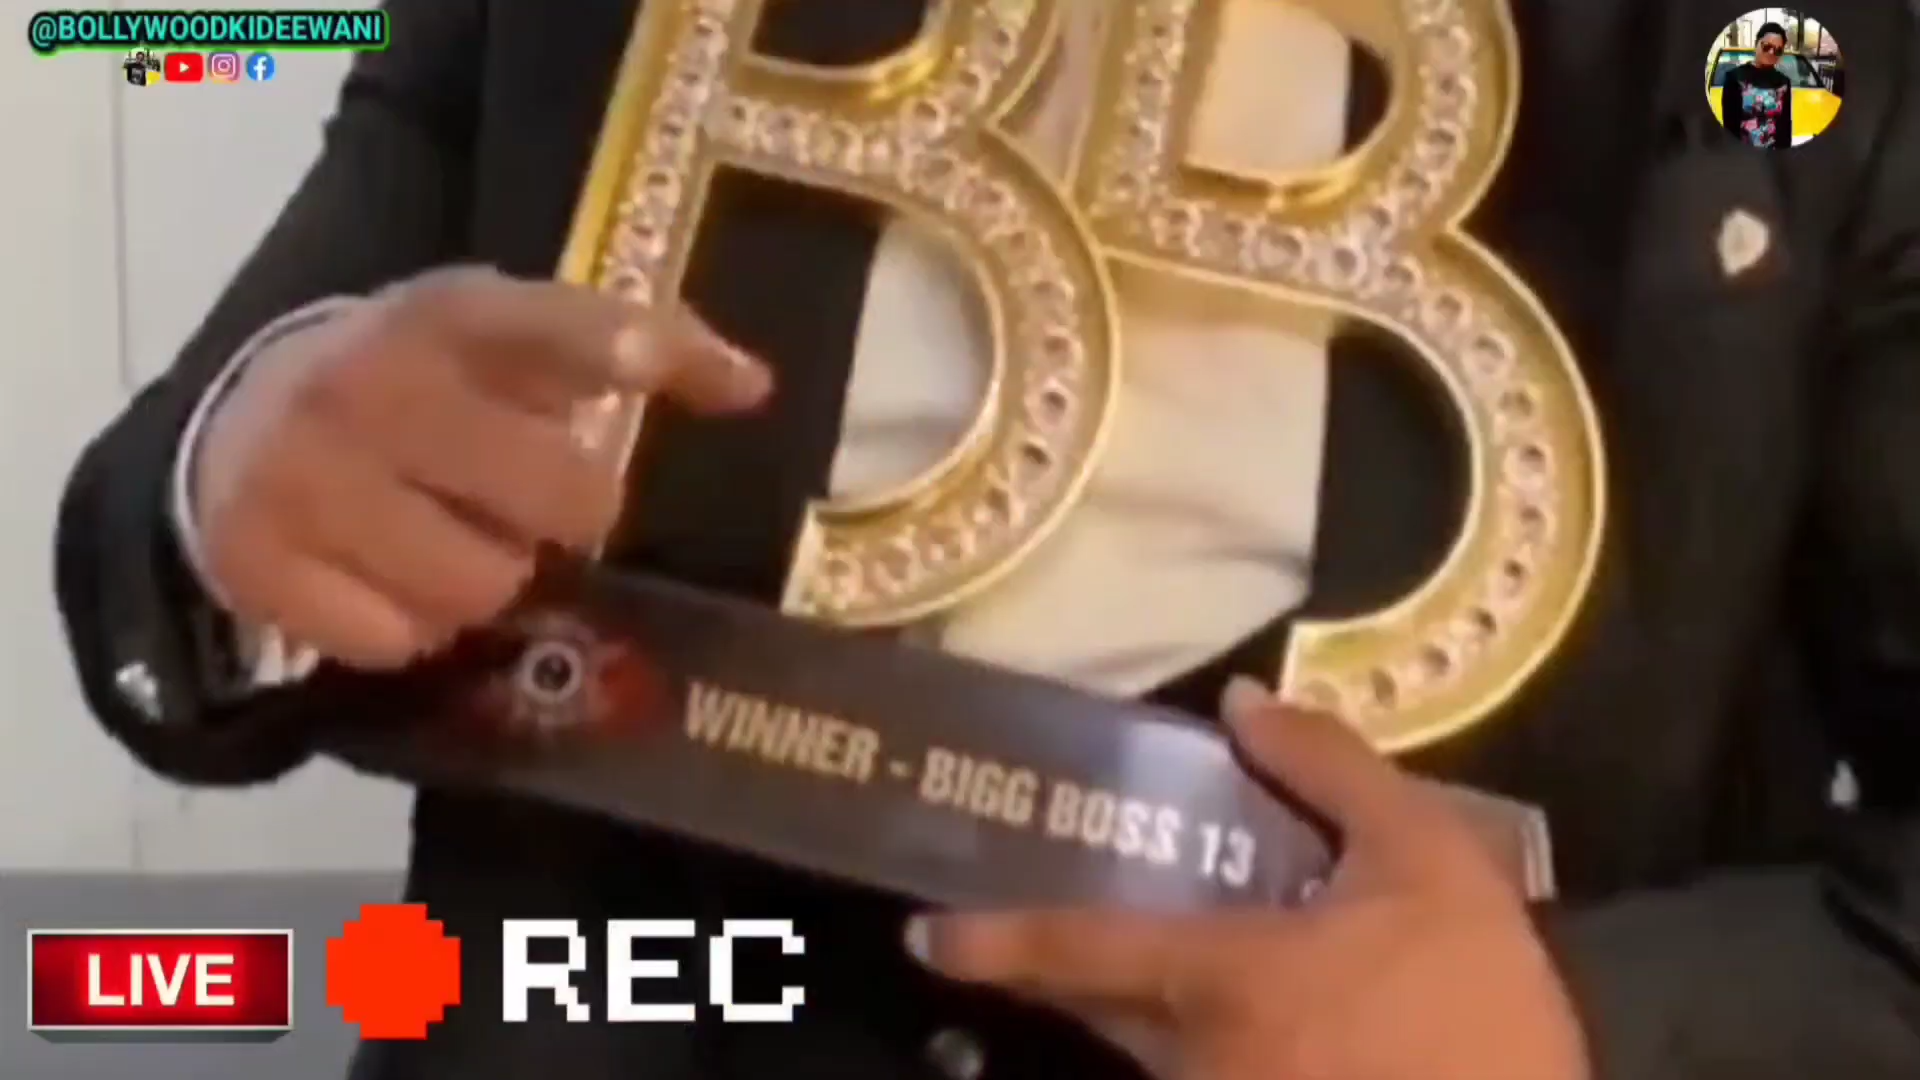 @BOLLYWOODKIDEEWANI
BB
WINNER - BIGG BOSS 13
LIVE
REC